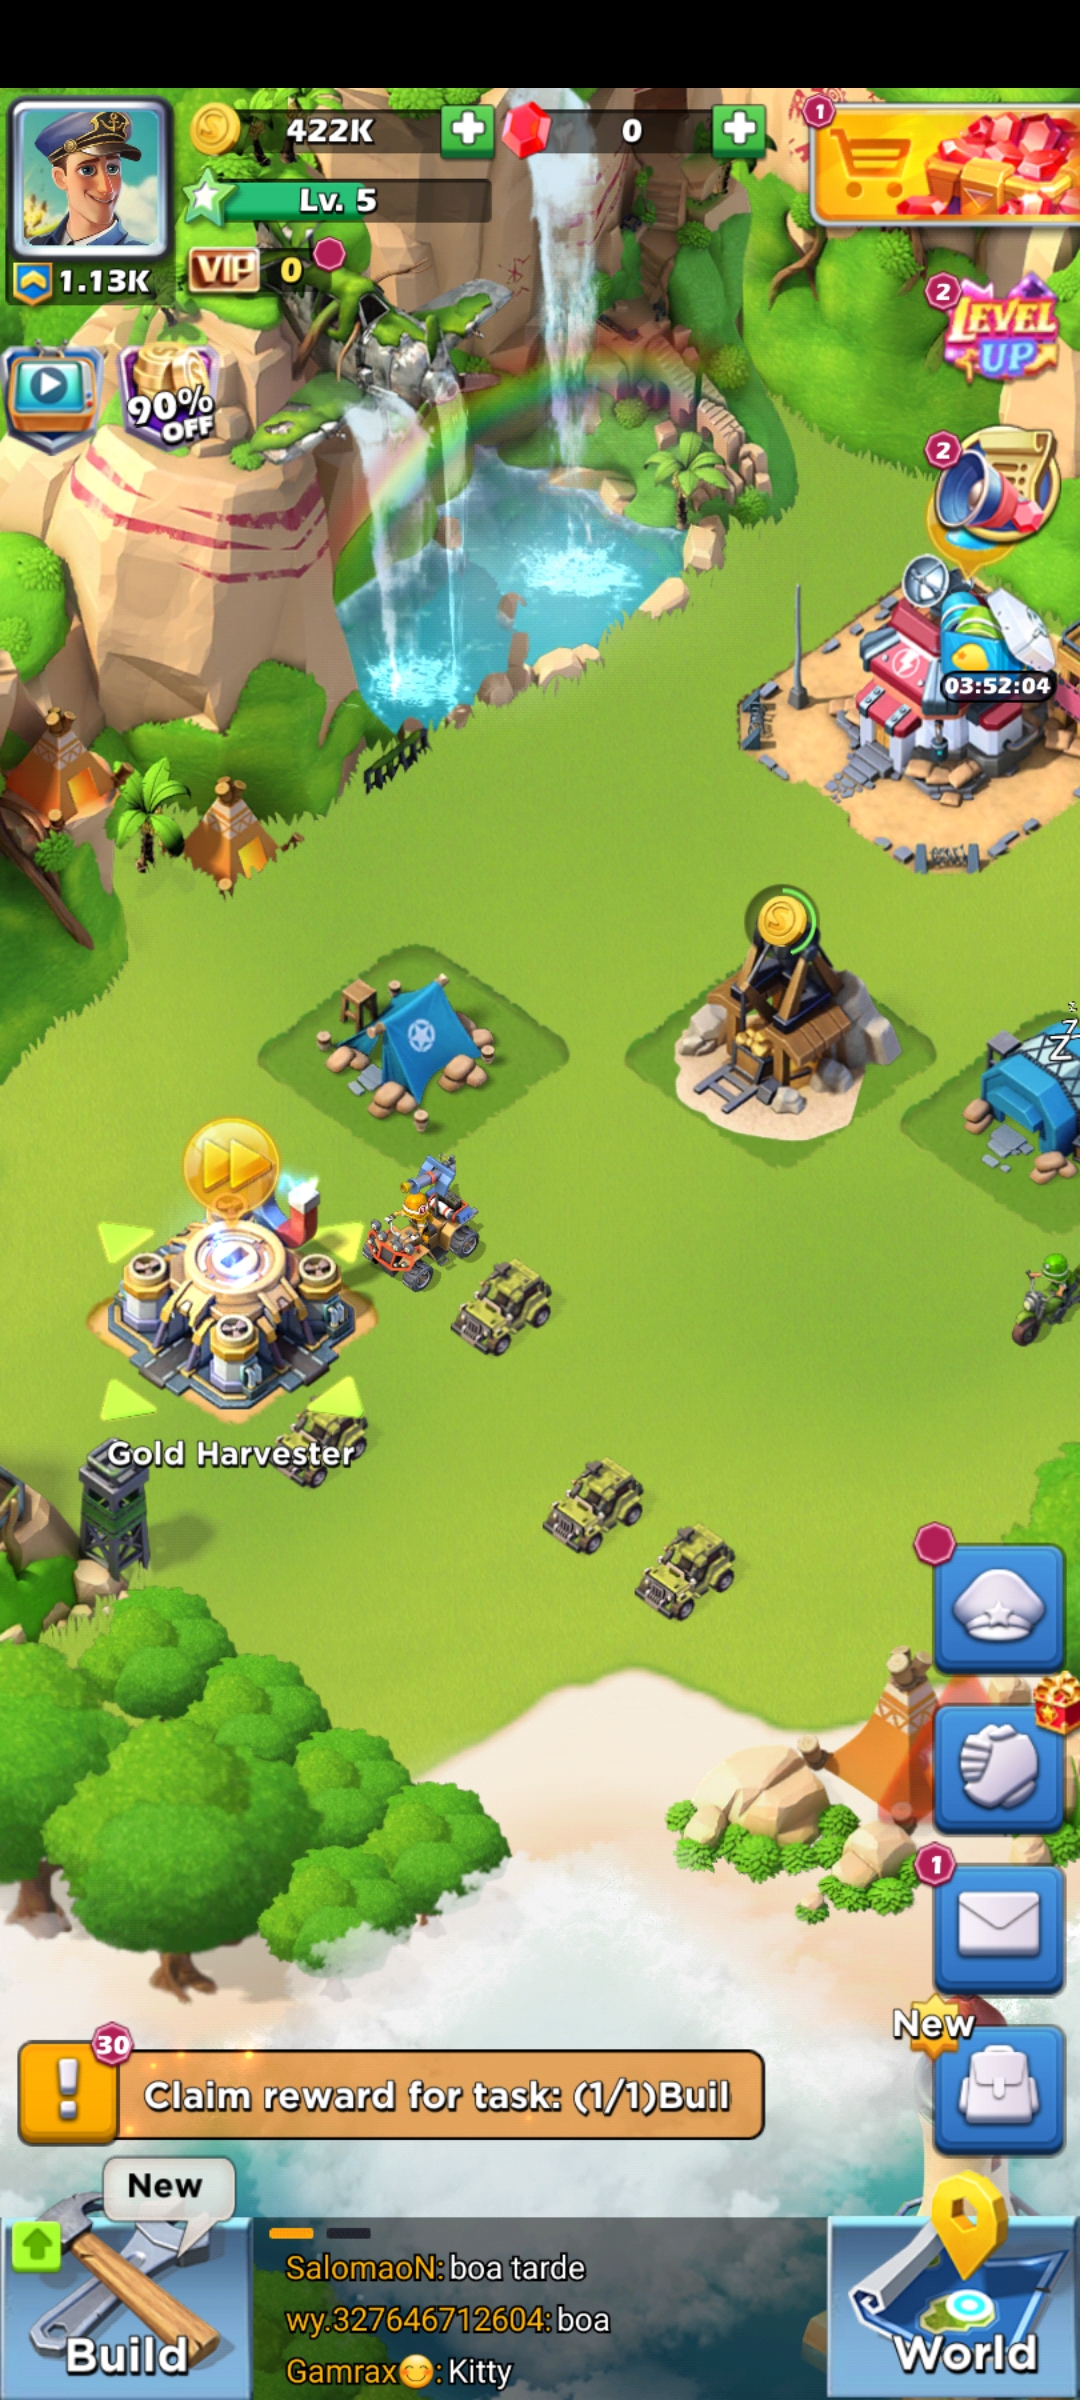 422K
0
1
Lv. 5
1.13K
VIP 0
2
LEVEL UP
90% OFF
2
03:52:04
Z
Z
Z
Gold Harvester
1
New
30
Claim reward for task: (1/1)Buil
New
SalomaoN: boa tarde
wy.327646712604: boa
Gamrax😊: Kitty
Build
World